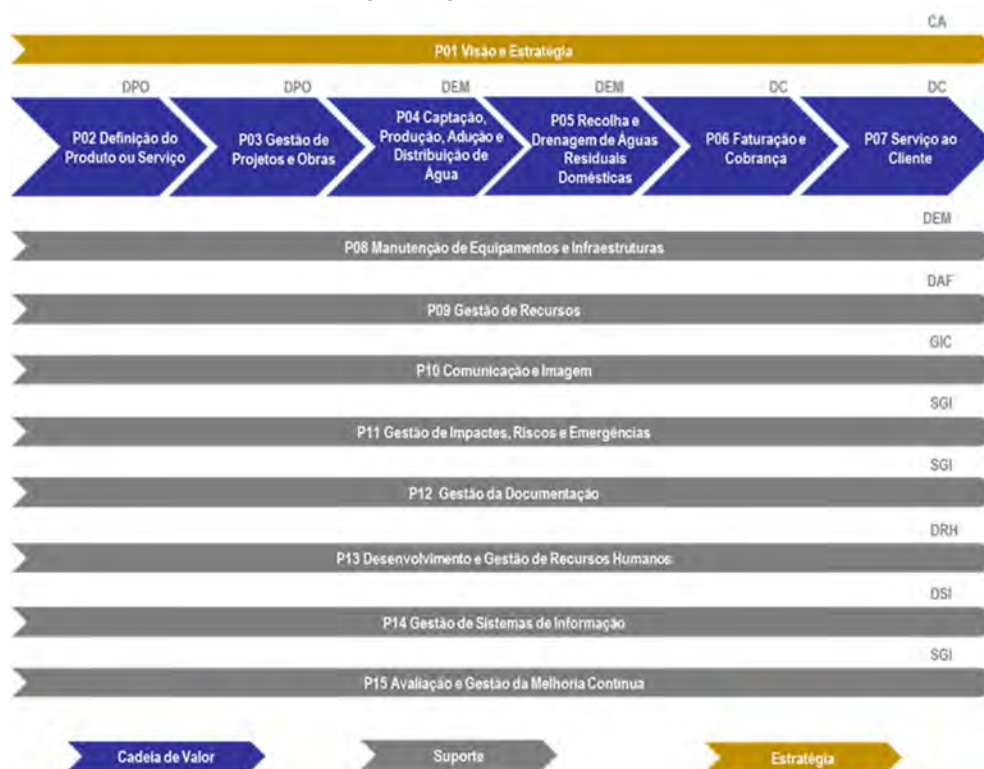 CA
P01 Visão e Estratégia
DPO
DPO
DEM
DEM
DC
DC
P02 Definição do
Produto ou Serviço
P03 Gestão de
Projetos e Obras
P04 Captação,
Produção, Adução e
Distribuição de
Água
P05 Recolha e
Drenagem de Águas
Residuais
Domésticas
P06 Faturação e
Cobrança
P07 Serviço ao
Cliente
DEM
P08 Manutenção de Equipamentos e Infraestruturas
DAF
P09 Gestão de Recursos
GIC
P10 Comunicação e Imagem
SGI
P11 Gestão de Impactes, Riscos e Emergências
SGI
P12 Gestão da Documentação
DRH
P13 Desenvolvimento e Gestão de Recursos Humanos
DSI
P14 Gestão de Sistemas de Informação
SGI
P15 Avaliação e Gestão da Melhoria Contínua
Cadeia de Valor
Suporte
Estratégia